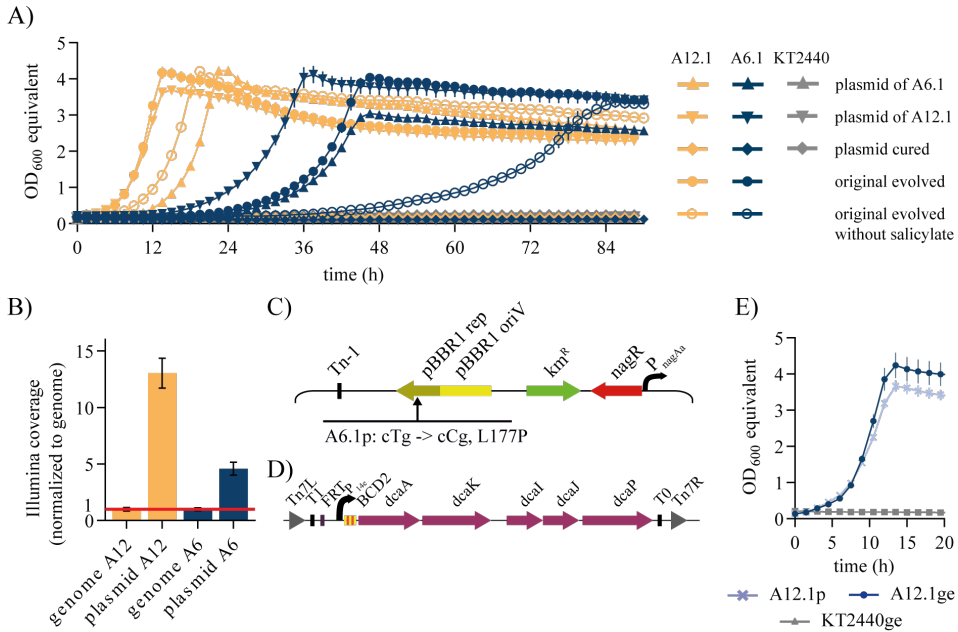 A)
OD600 equivalent
5
4
3
2
1
0
0 12 24 36 48 60 72 84
time (h)
A12.1 A6.1 KT2440
plasmid of A6.1
plasmid of A12.1
plasmid cured
original evolved
original evolved
without salicylate
B)
Illumina coverage
(normalized to genome)
15
10
5
1
0
genome A12
plasmid A12
genome A6
plasmid A6
C)
Tn-1
pBBR1 rep
pBBR1 oriV
kmR
nagR
PnagAa
A6.1p: cTg -> cCg, L177P
D)
Tn7L
T1
FRT
P14e
BCD2
dcaA
dcaK
dcaI
dcaJ
dcaP
T0
Tn7R
E)
OD600 equivalent
5
4
3
2
1
0
0 5 10 15 20
time (h)
A12.1p A12.1ge
KT2440ge